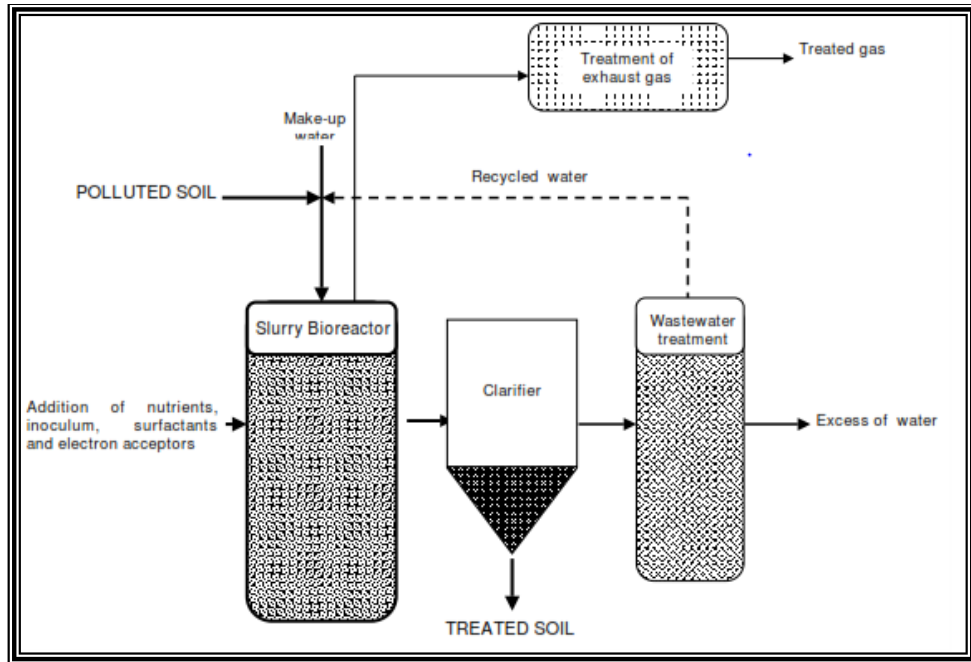 Treatment of
exhaust gas
Treated gas
Make-up
water
Recycled water
POLLUTED SOIL
Slurry Bioreactor
Wastewater
treatment
Clarifier
Addition of nutrients,
inoculum, surfactants
and electron acceptors
Excess of water
TREATED SOIL